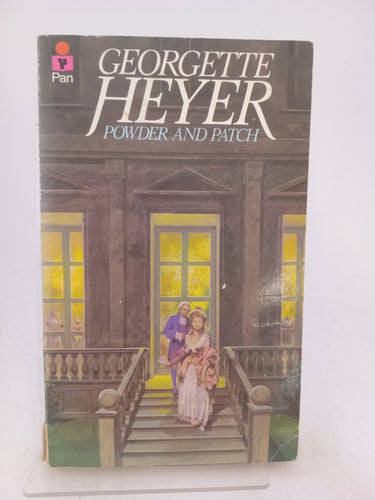 Pan
GEORGETTE
HEYER
POWDER AND PATCH